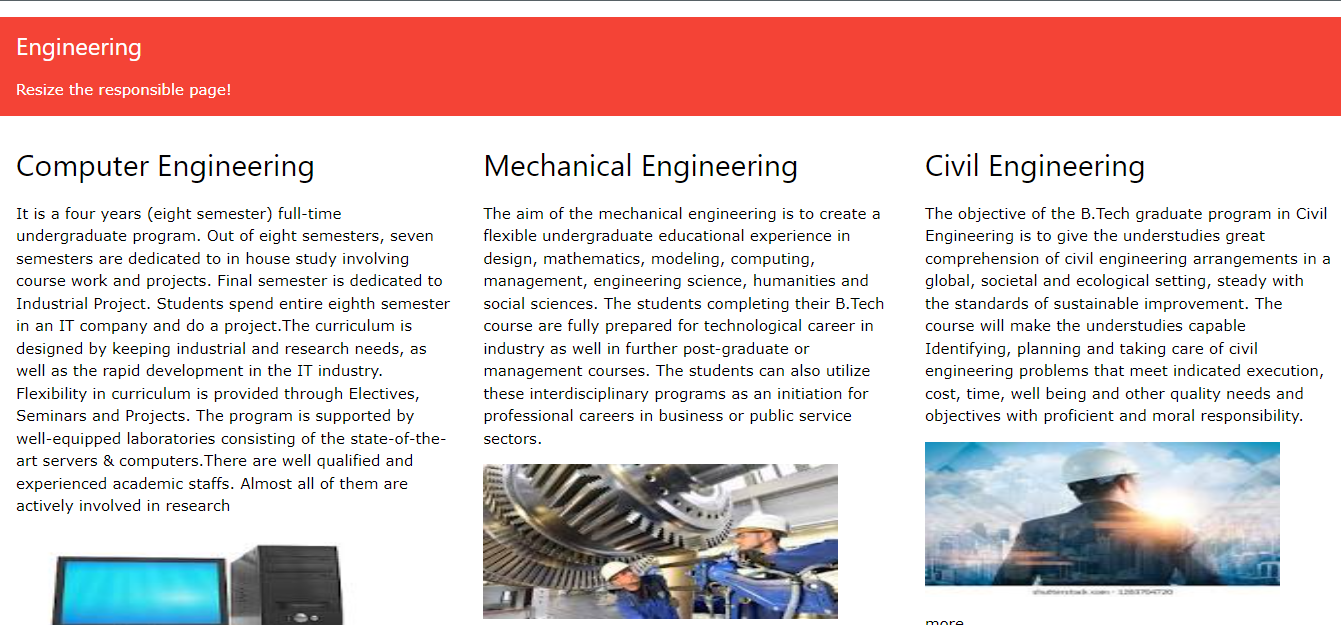 Engineering
Resize the responsible page!
Computer Engineering
It is a four years (eight semester) full-time
undergraduate program. Out of eight semesters, seven
semesters are dedicated to in house study involving
course work and projects. Final semester is dedicated to
Industrial Project. Students spend entire eighth semester
in an IT company and do a project.The curriculum is
designed by keeping industrial and research needs, as
well as the rapid development in the IT industry.
Flexibility in curriculum is provided through Electives,
Seminars and Projects. The program is supported by
well-equipped laboratories consisting of the state-of-the-
art servers & computers.There are well qualified and
experienced academic staffs. Almost all of them are
actively involved in research
Mechanical Engineering
The aim of the mechanical engineering is to create a
flexible undergraduate educational experience in
design, mathematics, modeling, computing,
management, engineering science, humanities and
social sciences. The students completing their B.Tech
course are fully prepared for technological career in
industry as well in further post-graduate or
management courses. The students can also utilize
these interdisciplinary programs as an initiation for
professional careers in business or public service
sectors.
Civil Engineering
The objective of the B.Tech graduate program in Civil
Engineering is to give the understudies great
comprehension of civil engineering arrangements in a
global, societal and ecological setting, steady with
the standards of sustainable improvement. The
course will make the understudies capable
Identifying, planning and taking care of civil
engineering problems that meet indicated execution,
cost, time, well being and other quality needs and
objectives with proficient and moral responsibility.
shutterstock.com
more